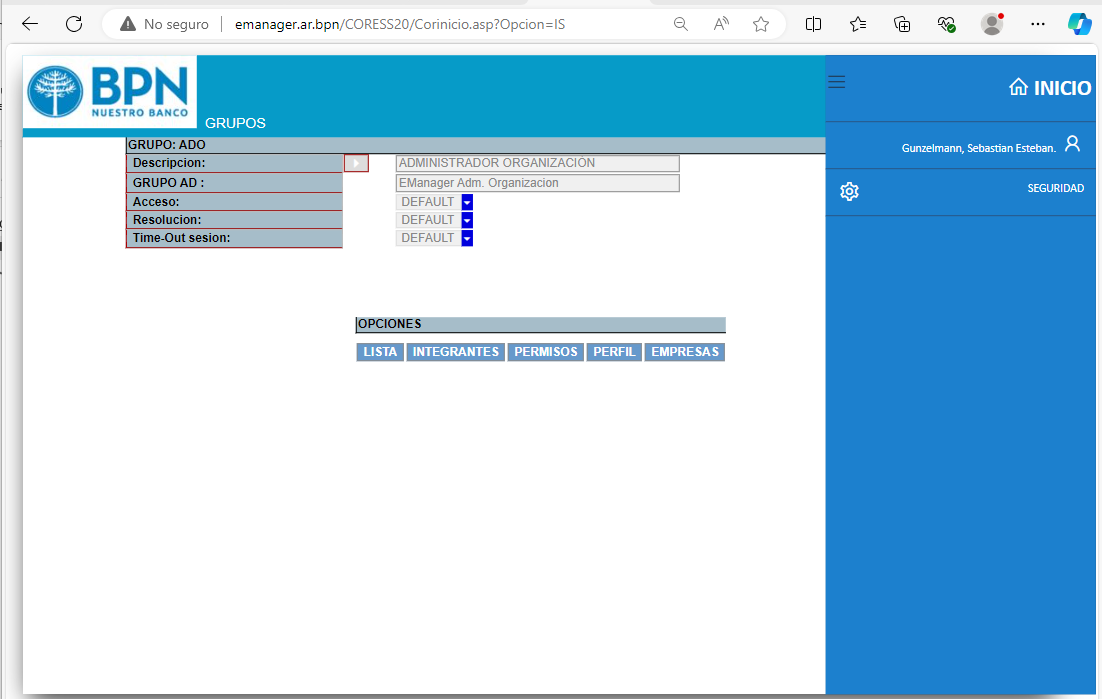 No seguro
emanager.ar.bpn/CORESS20/Corinicio.asp?Opcion=IS
BPN
NUESTRO BANCO
GRUPOS
INICIO
Gunzelmann, Sebastian Esteban.
SEGURIDAD
GRUPO: ADO
Descripcion: ADMINISTRADOR ORGANIZACION
GRUPO AD : EManager Adm. Organizacion
Acceso: DEFAULT
Resolucion: DEFAULT
Time-Out sesion: DEFAULT
OPCIONES
LISTA INTEGRANTES PERMISOS PERFIL EMPRESAS